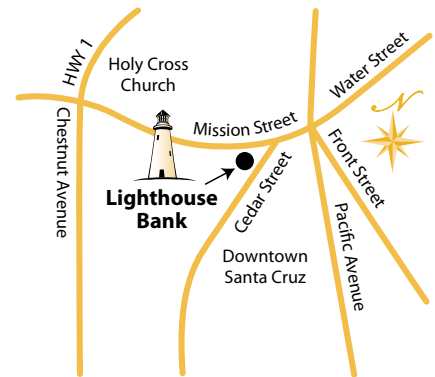 HWY 1
Holy Cross
Church
Water Street
N
Mission Street
Chestnut Avenue
Front Street
Lighthouse
Bank
Cedar Street
Pacific Avenue
Downtown
Santa Cruz